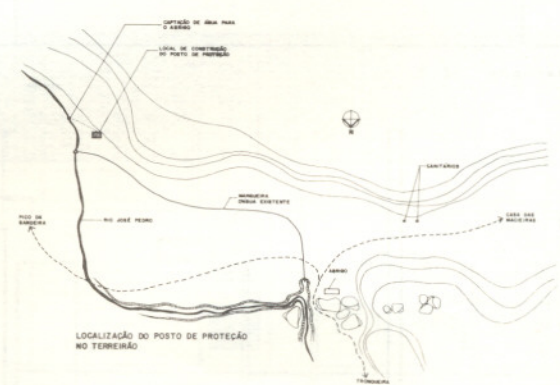 CAPTAÇÃO DE ÁGUA PARA
O ABRIGO
LOCAL DE CONSTRUÇÃO
DO POSTO DE PROTEÇÃO
N
SANITÁRIOS
MANGUEIRA
EXISTENTE
PICO DA
BANDEIRA
RIO JOSÉ PEDRO
CASA DAS
MACIEIRAS
ABRIGO
LOCALIZAÇÃO DO POSTO DE PROTEÇÃO
NO TERREIRÃO
TRONQUEIRA